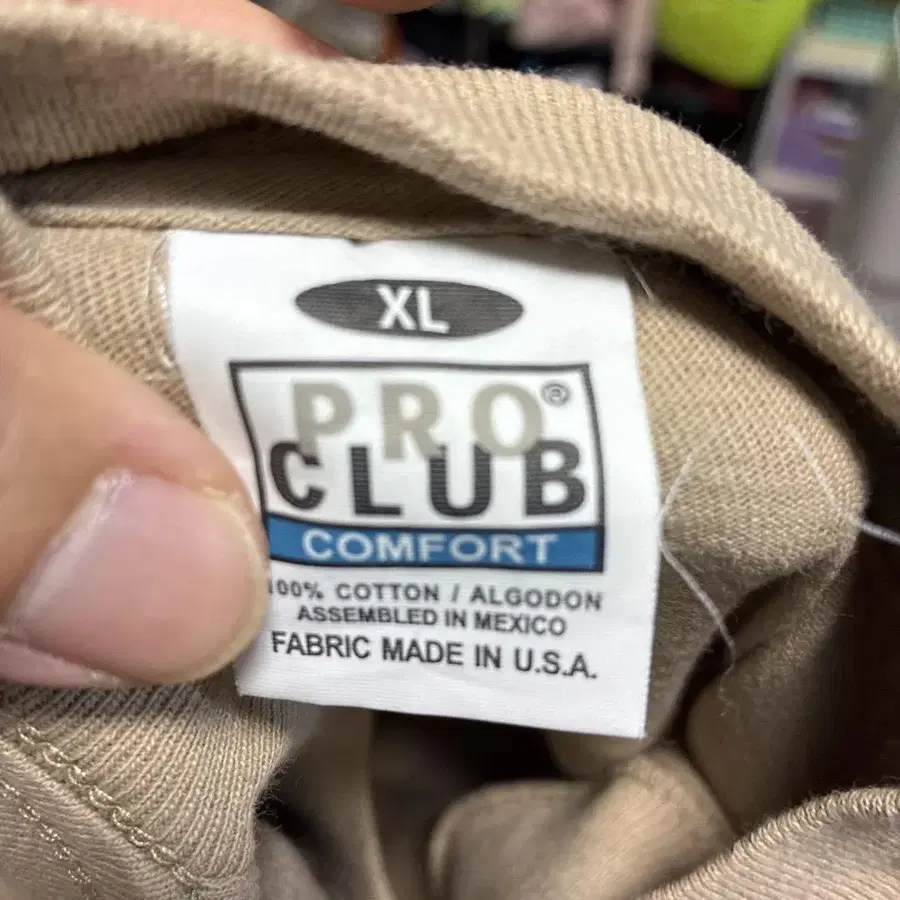 XL
PRO®
CLUB
COMFORT
100% COTTON / ALGODON
ASSEMBLED IN MEXICO
FABRIC MADE IN U.S.A.